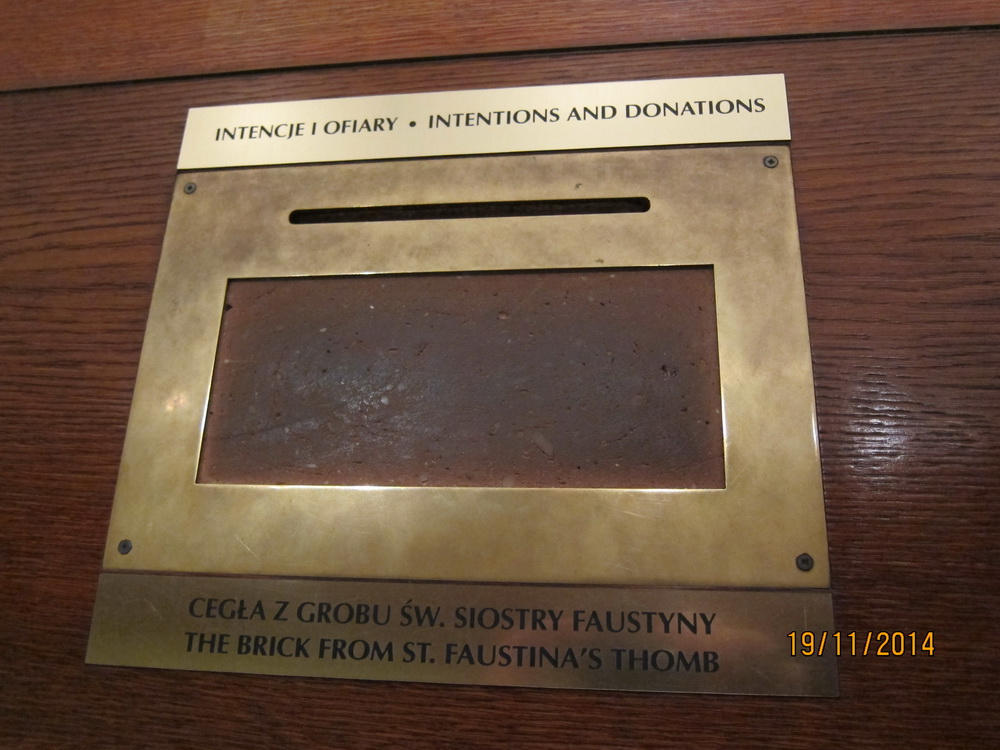 INTENCJE I OFIARY • INTENTIONS AND DONATIONS
CEGŁA Z GROBU ŚW. SIOSTRY FAUSTYNY
THE BRICK FROM ST. FAUSTINA'S THOMB
19/11/2014